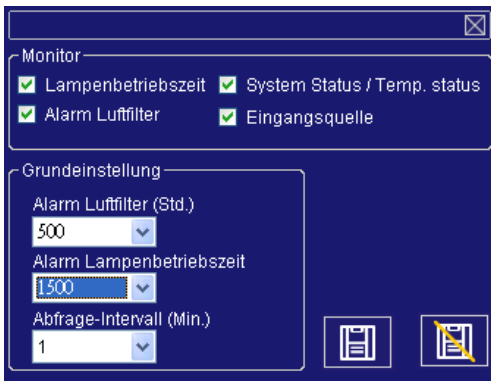 Monitor
Lampenbetriebszeit System Status / Temp. status
Alarm Luftfilter Eingangsquelle
Grundeinstellung
Alarm Luftfilter (Std.)
500
Alarm Lampenbetriebszeit
1500
Abfrage-Intervall (Min.)
1